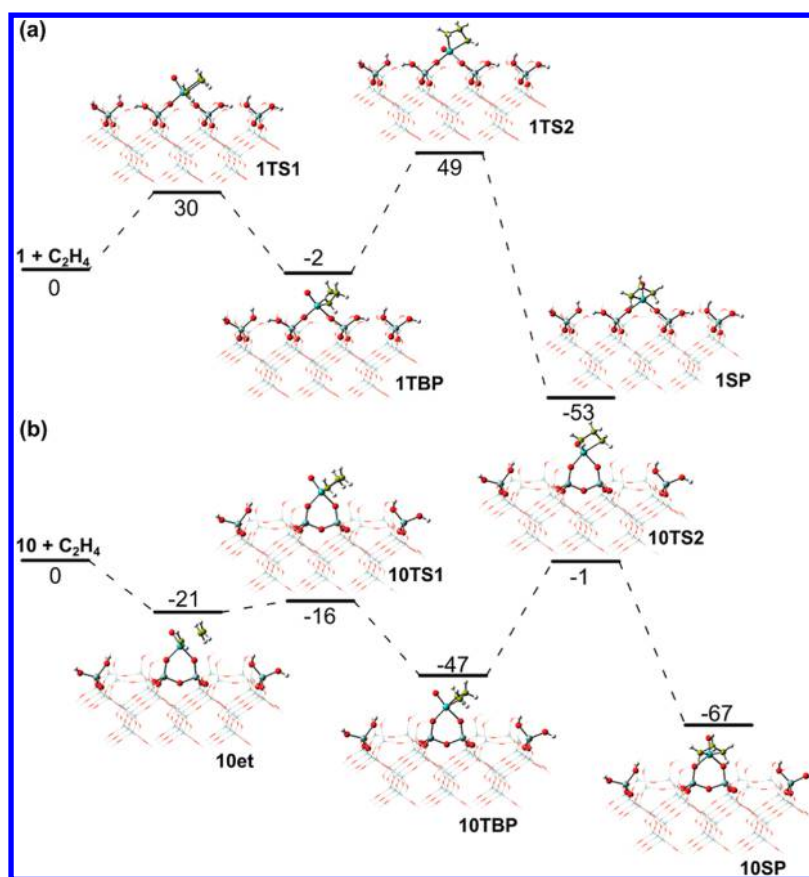 (a)
1TS1
30
1TS2
49
1 + C₂H₄
0
-2
1TBP
1SP
-53
(b)
10TS1
10TS2
10 + C₂H₄
0
-21
-16
-1
10et
-47
10TBP
-67
10SP